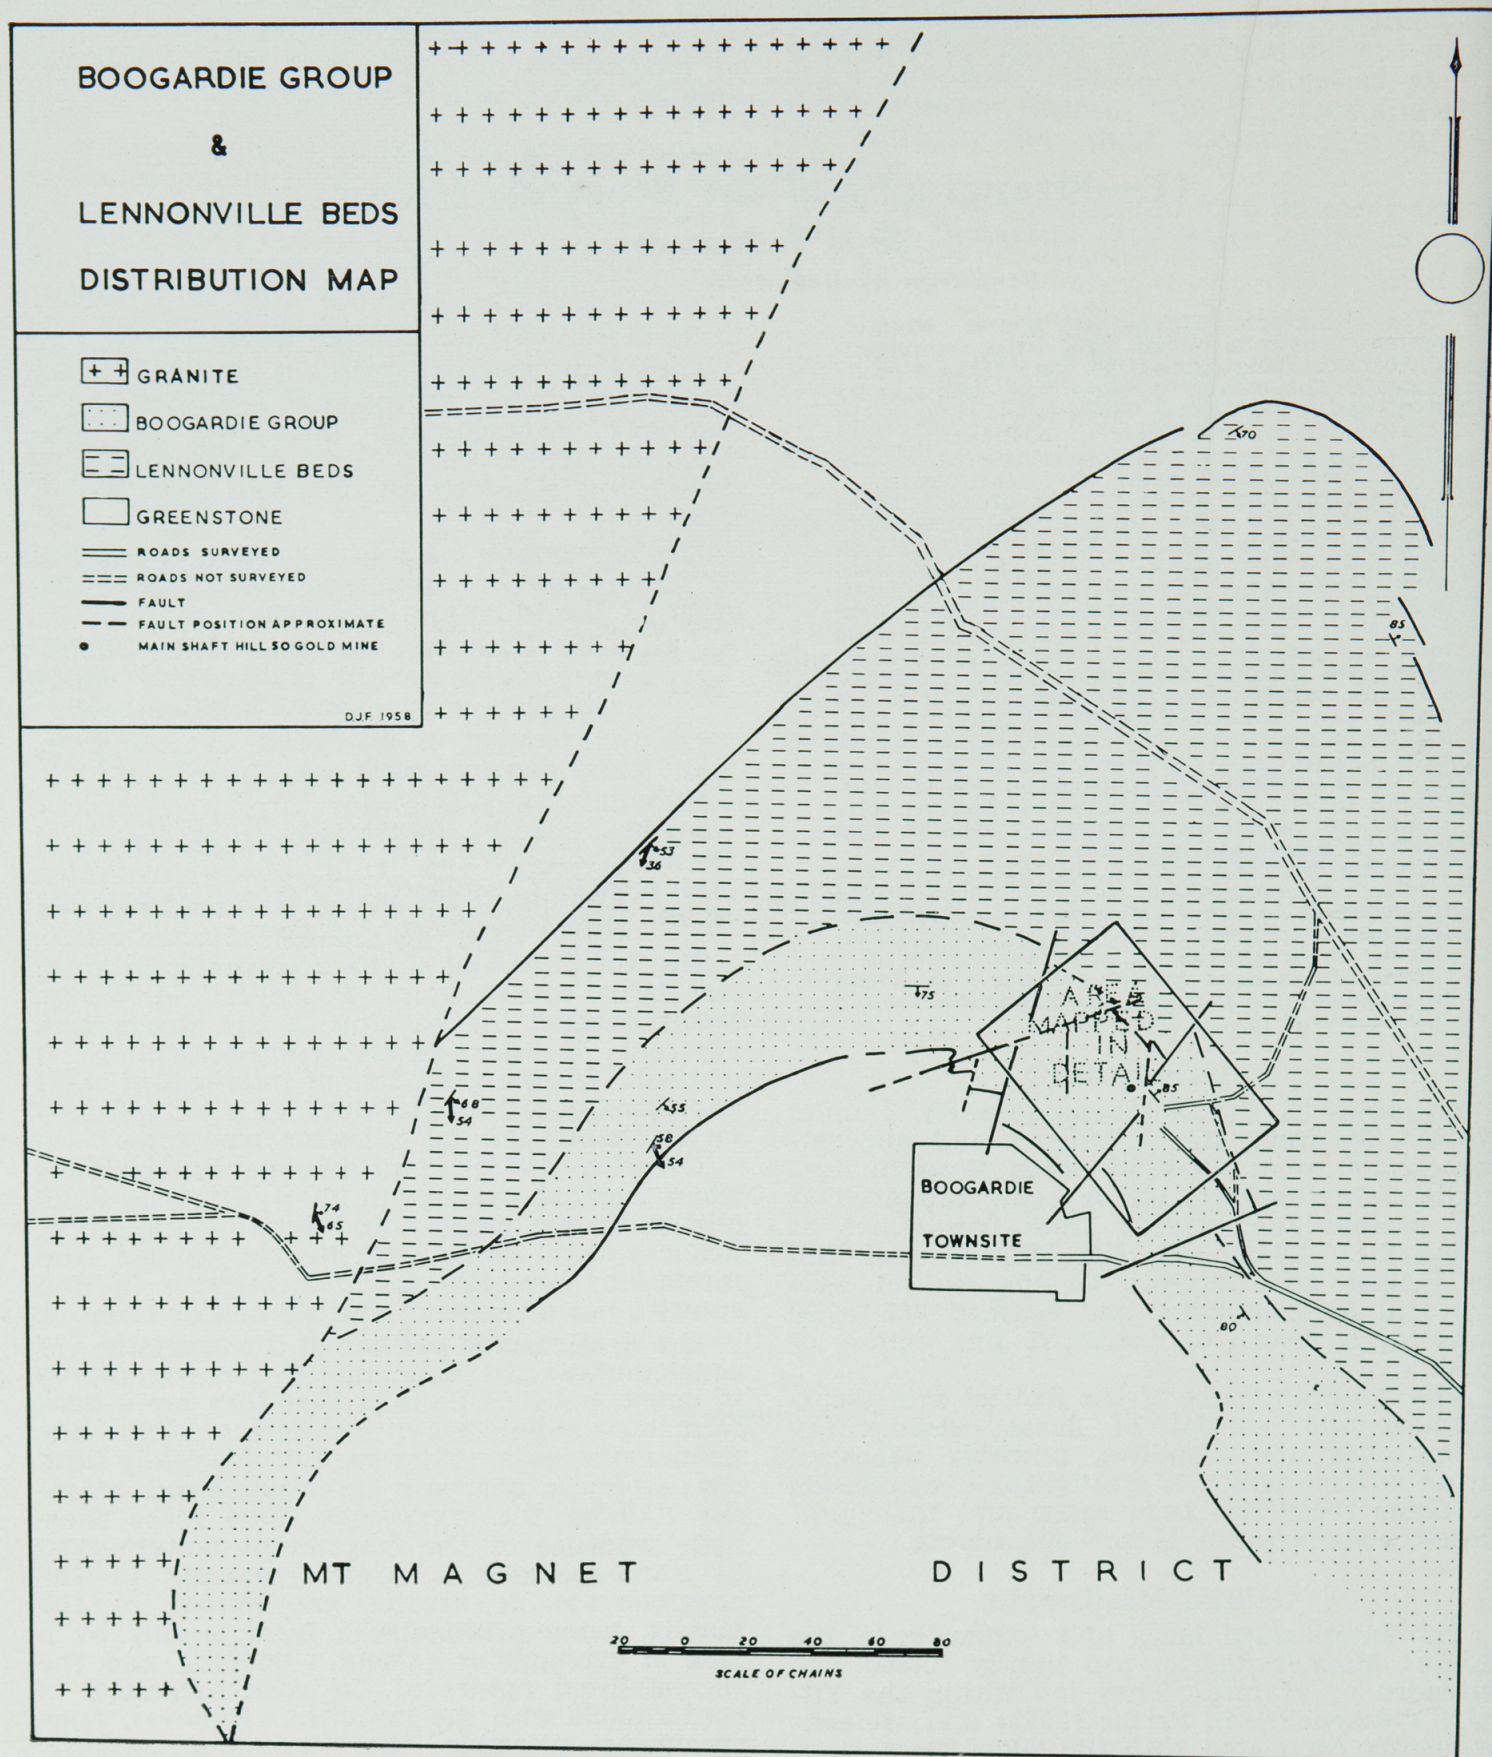 BOOGARDIE GROUP
&
LENNONVILLE BEDS
DISTRIBUTION MAP
GRANITE
BOOGARDIE GROUP
LENNONVILLE BEDS
GREENSTONE
ROADS SURVEYED
ROADS NOT SURVEYED
FAULT
FAULT POSITION APPROXIMATE
MAIN SHAFT HILL 50 GOLD MINE
D.J.F. 1958
70
85
53
36
75
AREA
MAPPED
IN
DETAIL
85
68
54
55
58
54
74
65
BOOGARDIE
TOWNSITE
80
MT MAGNET DISTRICT
20 0 20 40 60 80
SCALE OF CHAINS